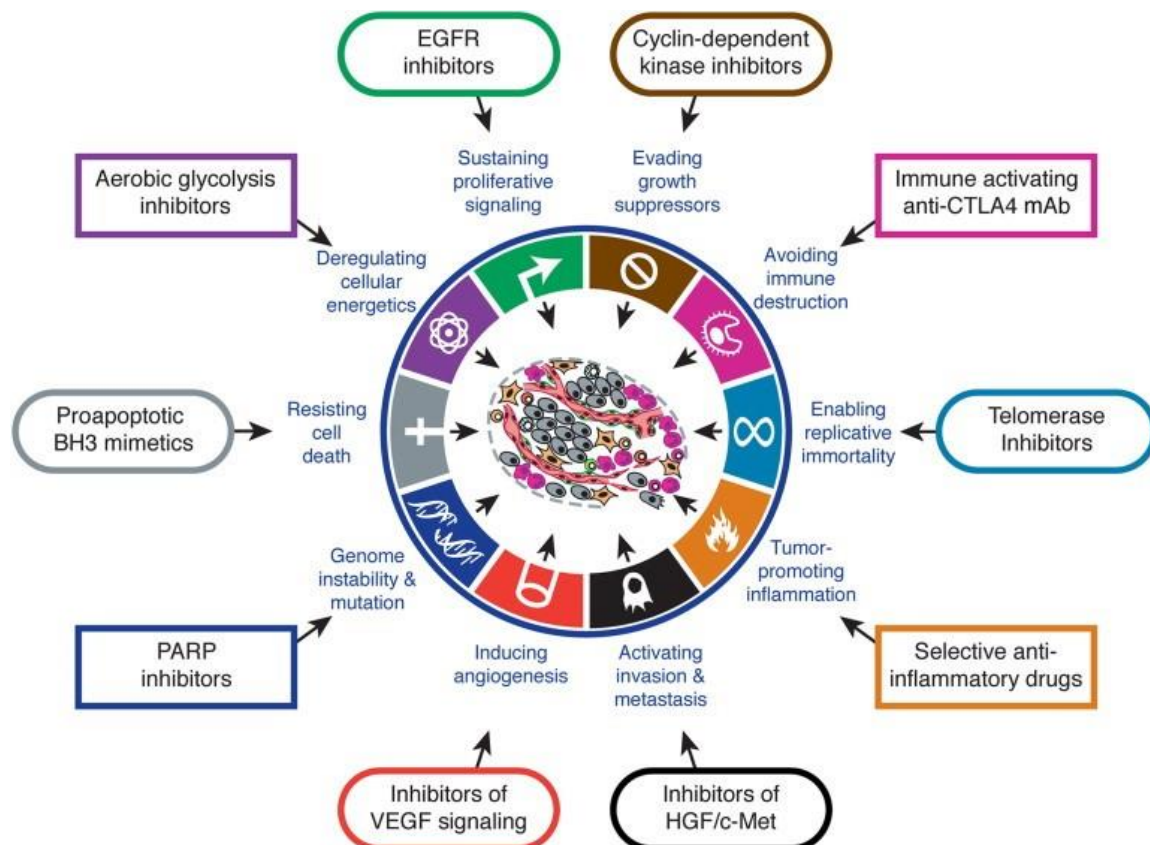 EGFR
inhibitors
Cyclin-dependent
kinase inhibitors
Sustaining
proliferative
signaling
Evading
growth
suppressors
Aerobic glycolysis
inhibitors
Immune activating
anti-CTLA4 mAb
Deregulating
cellular
energetics
Avoiding
immune
destruction
Proapoptotic
BH3 mimetics
Resisting
cell
death
Enabling
replicative
immortality
Telomerase
Inhibitors
Genome
instability &
mutation
Tumor-
promoting
inflammation
PARP
inhibitors
Inducing
angiogenesis
Activating
invasion &
metastasis
Selective anti-
inflammatory drugs
Inhibitors of
VEGF signaling
Inhibitors of
HGF/c-Met